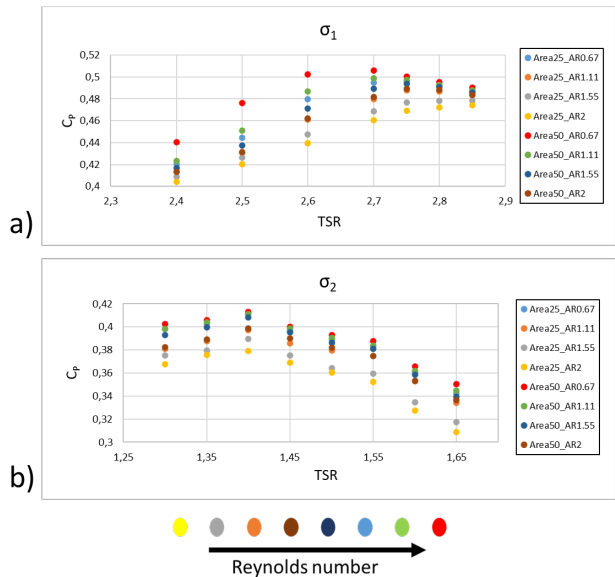 σ1
0,52
0,5
0,48
0,46
0,44
0,42
0,4
CP
2,3 2,4 2,5 2,6 2,7 2,8 2,9
TSR
Area25_AR0.67
Area25_AR1.11
Area25_AR1.55
Area25_AR2
Area50_AR0.67
Area50_AR1.11
Area50_AR1.55
Area50_AR2
a)
σ2
0,42
0,4
0,38
0,36
0,34
0,32
0,3
CP
1,25 1,35 1,45 1,55 1,65
TSR
Area25_AR0.67
Area25_AR1.11
Area25_AR1.55
Area25_AR2
Area50_AR0.67
Area50_AR1.11
Area50_AR1.55
Area50_AR2
b)
Reynolds number